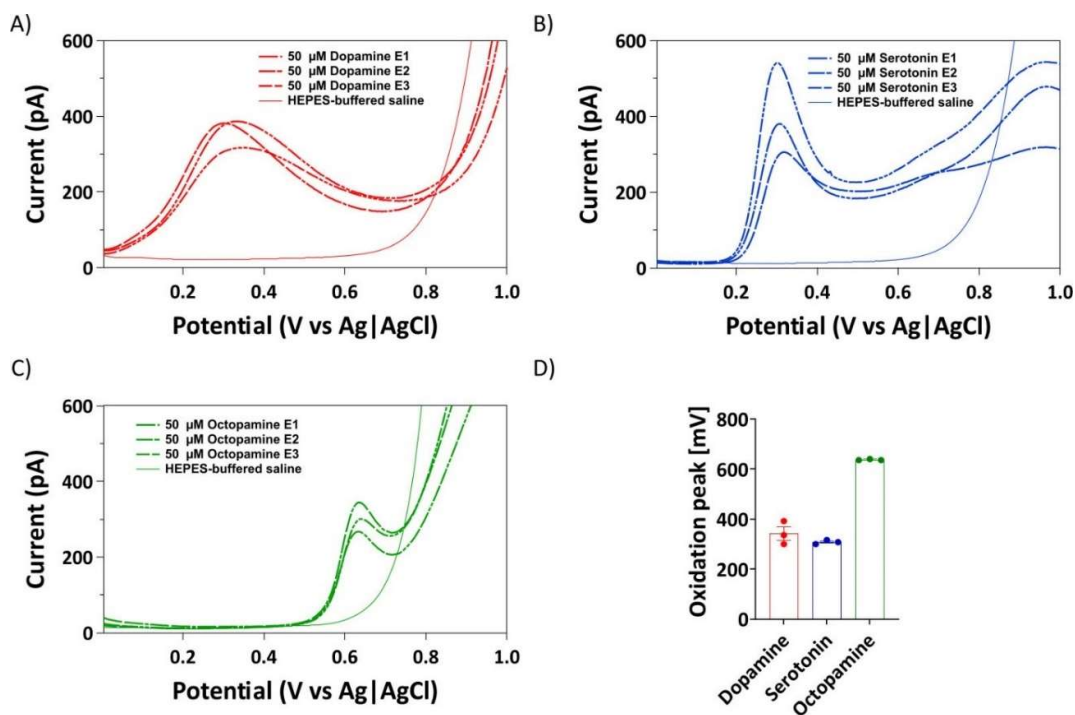 A)
600
400
200
0
Current (pA)
50 µM Dopamine E1
50 µM Dopamine E2
50 µM Dopamine E3
HEPES-buffered saline
0.2
0.4
0.6
0.8
1.0
Potential (V vs Ag|AgCl)
B)
600
400
200
0
Current (pA)
50 µM Serotonin E1
50 µM Serotonin E2
50 µM Serotonin E3
HEPES-buffered saline
0.2
0.4
0.6
0.8
1.0
Potential (V vs Ag|AgCl)
C)
600
400
200
0
Current (pA)
50 µM Octopamine E1
50 µM Octopamine E2
50 µM Octopamine E3
HEPES-buffered saline
0.2
0.4
0.6
0.8
1.0
Potential (V vs Ag|AgCl)
D)
800
600
400
200
0
Oxidation peak [mV]
Dopamine
Serotonin
Octopamine